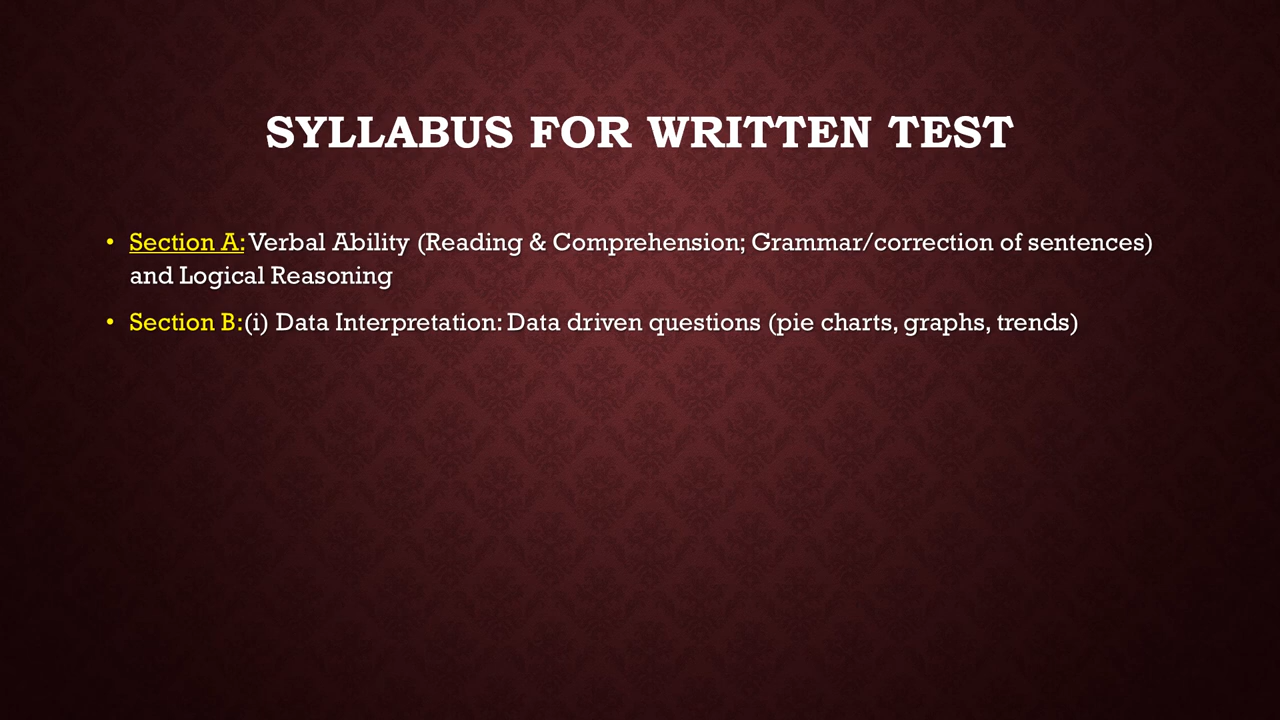 SYLLABUS FOR WRITTEN TEST
• Section A: Verbal Ability (Reading & Comprehension; Grammar/correction of sentences)
and Logical Reasoning
• Section B:(i) Data Interpretation: Data driven questions (pie charts, graphs, trends)